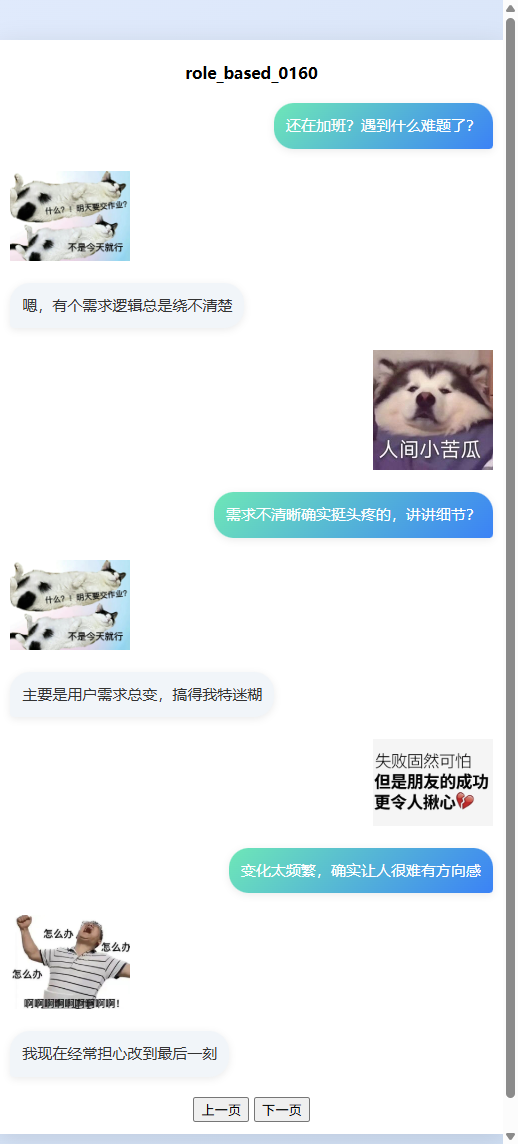 role_based_0160
还在加班？遇到什么难题了？
什么？！明天要交作业？
不是今天就行
嗯，有个需求逻辑总是绕不清楚
人间小苦瓜
需求不清晰确实挺头疼的，讲讲细节？
什么？！明天要交作业？
不是今天就行
主要是用户需求总变，搞得我特迷糊
失败固然可怕
但是朋友的成功
更令人揪心💔
变化太频繁，确实让人很难有方向感
怎么办
怎么办
怎么办
啊啊啊啊啊啊啊啊！
我现在经常担心改到最后一刻
上一页 下一页